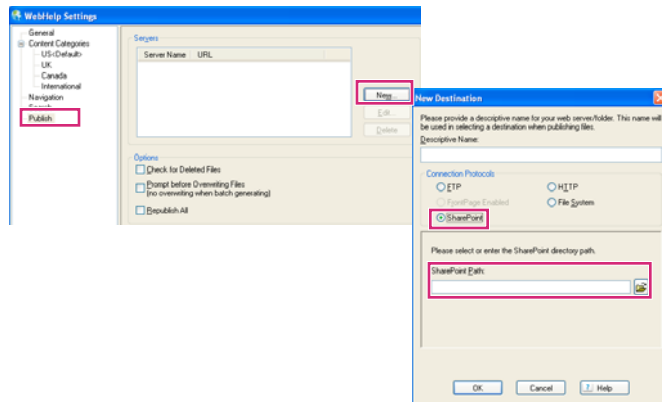 WebHelp Settings
General
Content Categories
US<Default>
UK
Canada
International
Navigation
Search
Publish
Servers
Server Name URL
New...
Edit...
Delete
Options
Check for Deleted Files
Prompt before Overwriting Files
(no overwriting when batch generating)
Republish All
New Destination
Please provide a descriptive name for your web server/folder. This name will
be used in selecting a destination when publishing files.
Descriptive Name:
Connection Protocols
FTP
HTTP
FrontPage Enabled
File System
SharePoint
Please select or enter the SharePoint directory path.
SharePoint Path:
OK
Cancel
Help